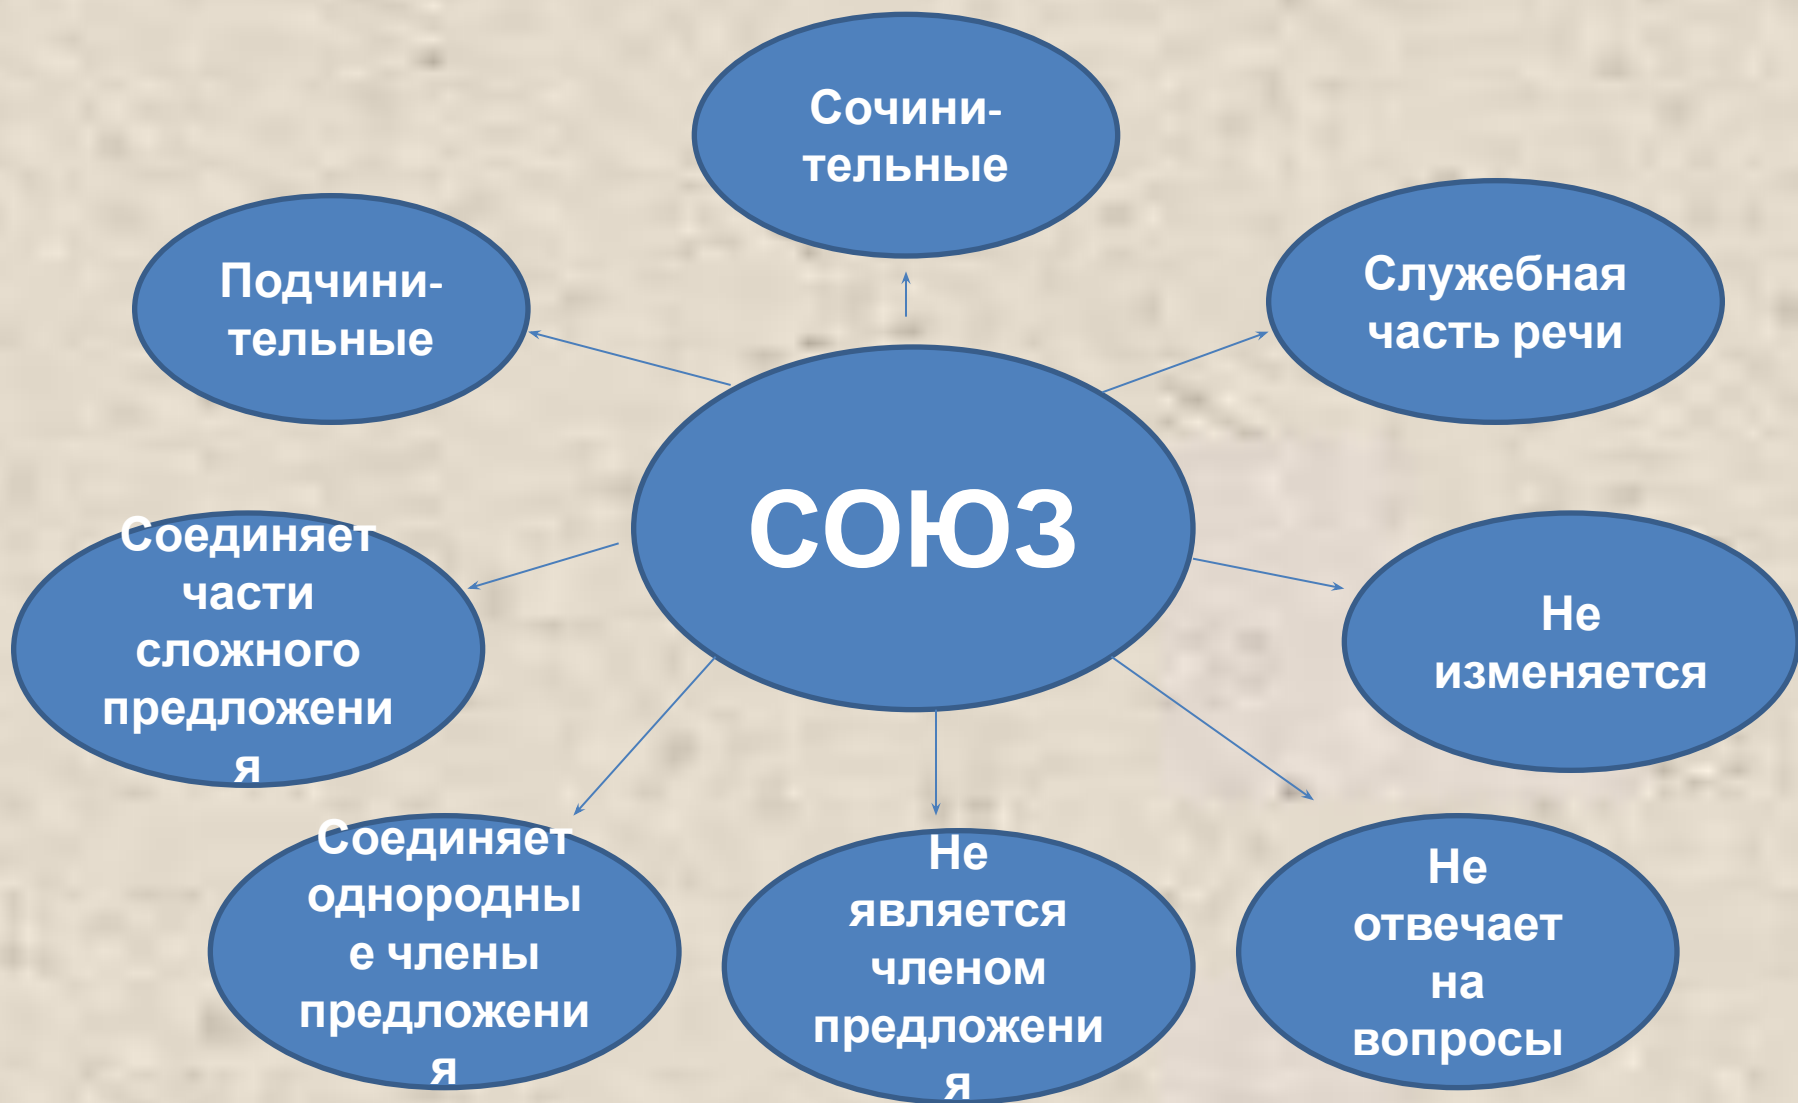 Сочини-
тельные
Подчини-
тельные
Служебная
часть речи
СОЮЗ
Соединяет
части
сложного
предложени
я
Не
изменяется
Соединяет
однородны
е члены
предложени
я
Не
является
членом
предложени
я
Не
отвечает
на
вопросы